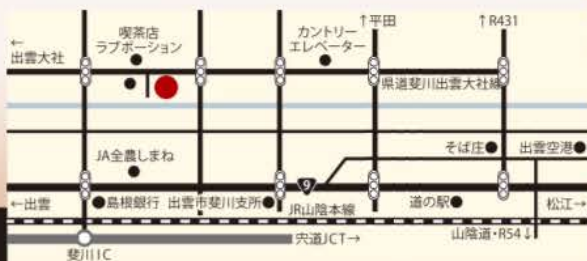 喫茶店
ラブポーション
カントリー
エレベーター
↑平田
↑R431
←
出雲大社
県道斐川出雲大社線
JA全農しまね
そば庄
出雲空港
9
←出雲
島根銀行
出雲市斐川支所
JR山陰本線
道の駅
松江→
宍道JCT→
山陰道・R54↓
斐川IC